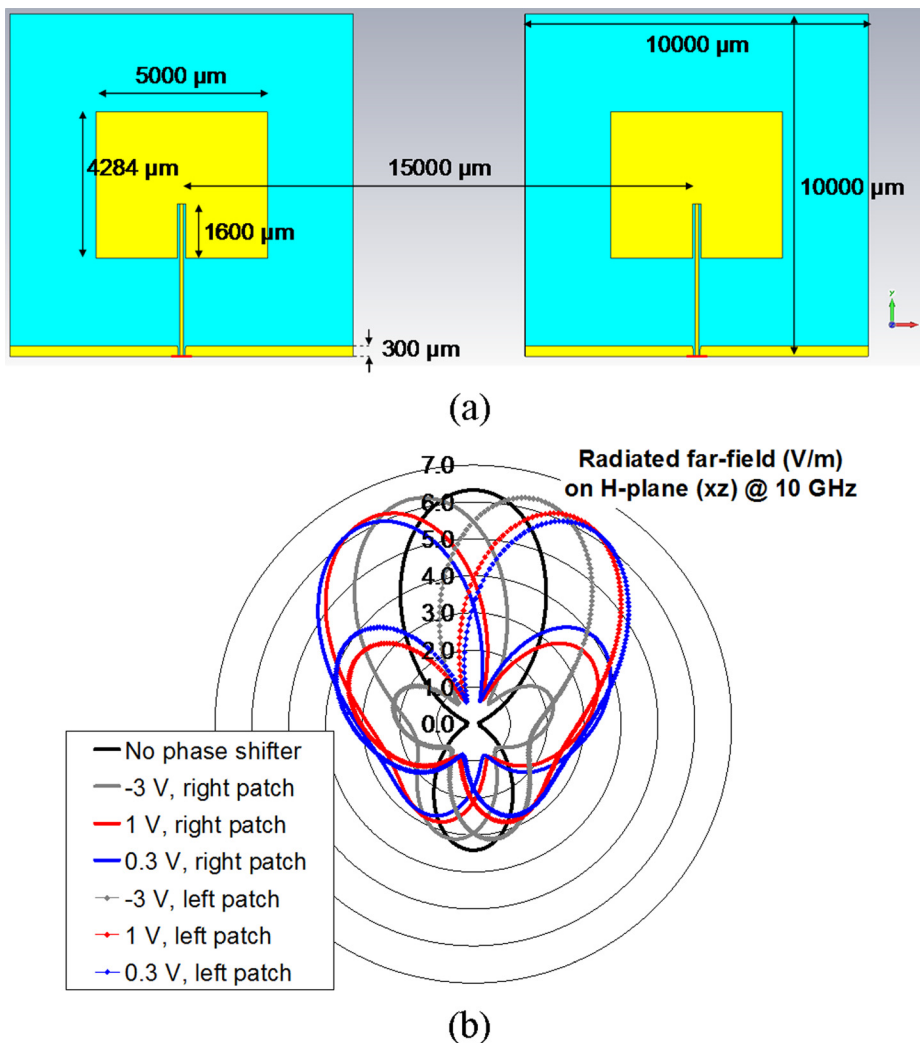 5000 µm
10000 µm
4284 µm
15000 µm
10000 µm
1600 µm
y
300 µm
(a)
Radiated far-field (V/m)
on H-plane (xz) @ 10 GHz
7.0
6.0
5.0
4.0
3.0
2.0
1.0
0.0
No phase shifter
-3 V, right patch
1 V, right patch
0.3 V, right patch
-3 V, left patch
1 V, left patch
0.3 V, left patch
(b)